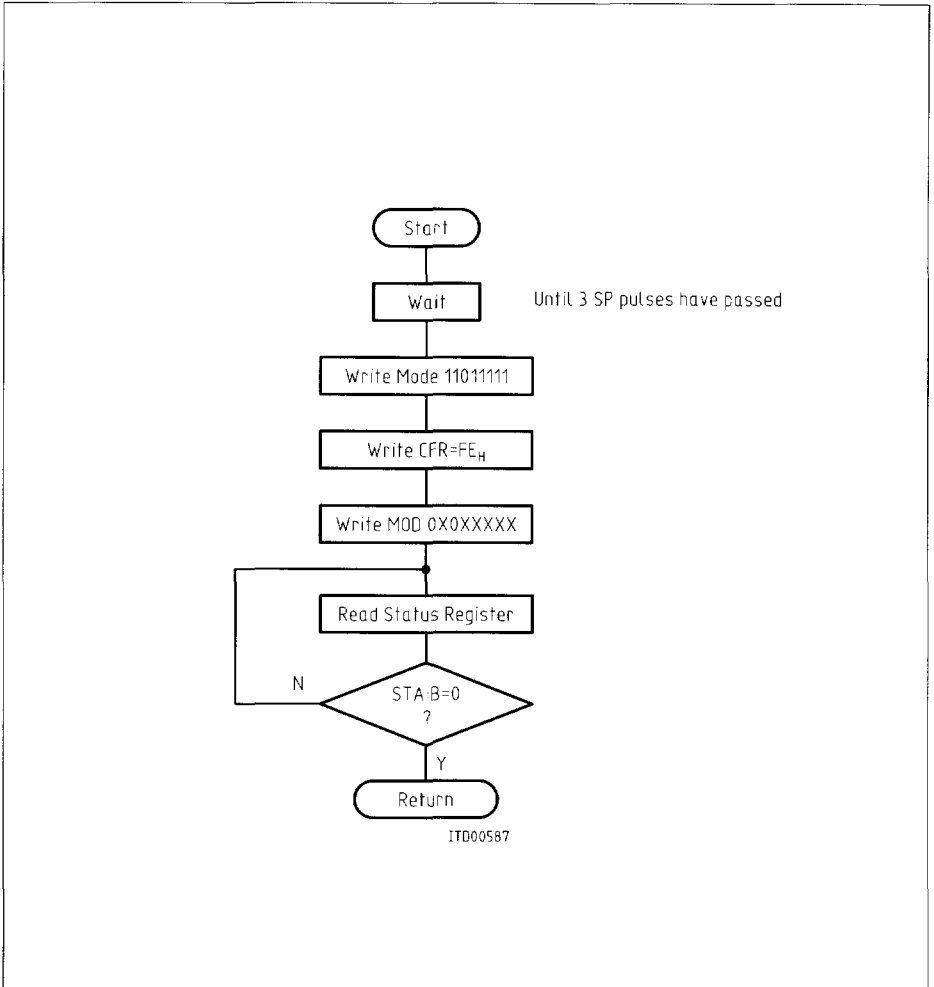 Start
Wait
Until 3 SP pulses have passed
Write Mode 11011111
Write CFR=FEH
Write MOD 0X0XXXXX
Read Status Register
N
STA:B=0
?
Y
Return
ITD00587